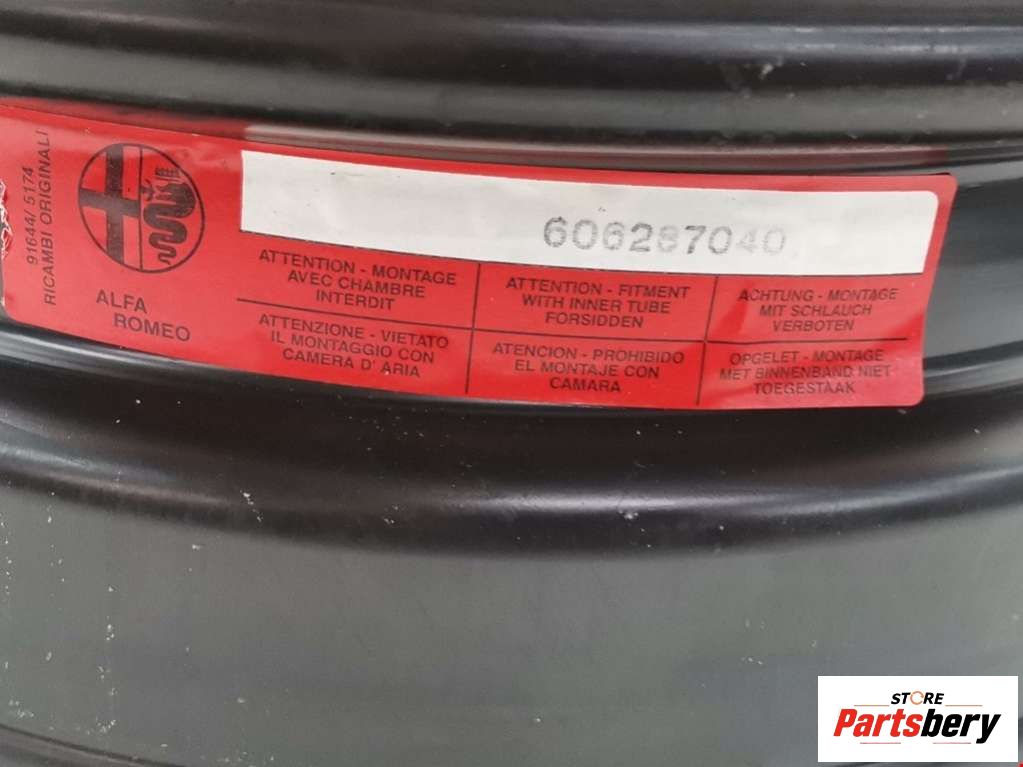 91644/ 5174
RICAMBI ORIGINALI
ALFA
ROMEO
606287040
ATTENTION - MONTAGE
AVEC CHAMBRE
INTERDIT
ATTENTION - FITMENT
WITH INNER TUBE
FORSIDDEN
ACHTUNG - MONTAGE
MIT SCHLAUCH
VERBOTEN
ATTENZIONE - VIETATO
IL MONTAGGIO CON
CAMERA D' ARIA
ATENCION - PROHIBIDO
EL MONTAJE CON
CAMARA
OPGELET - MONTAGE
MET BINNENBAND NIET
TOEGESTAAK
STORE
Partsbery